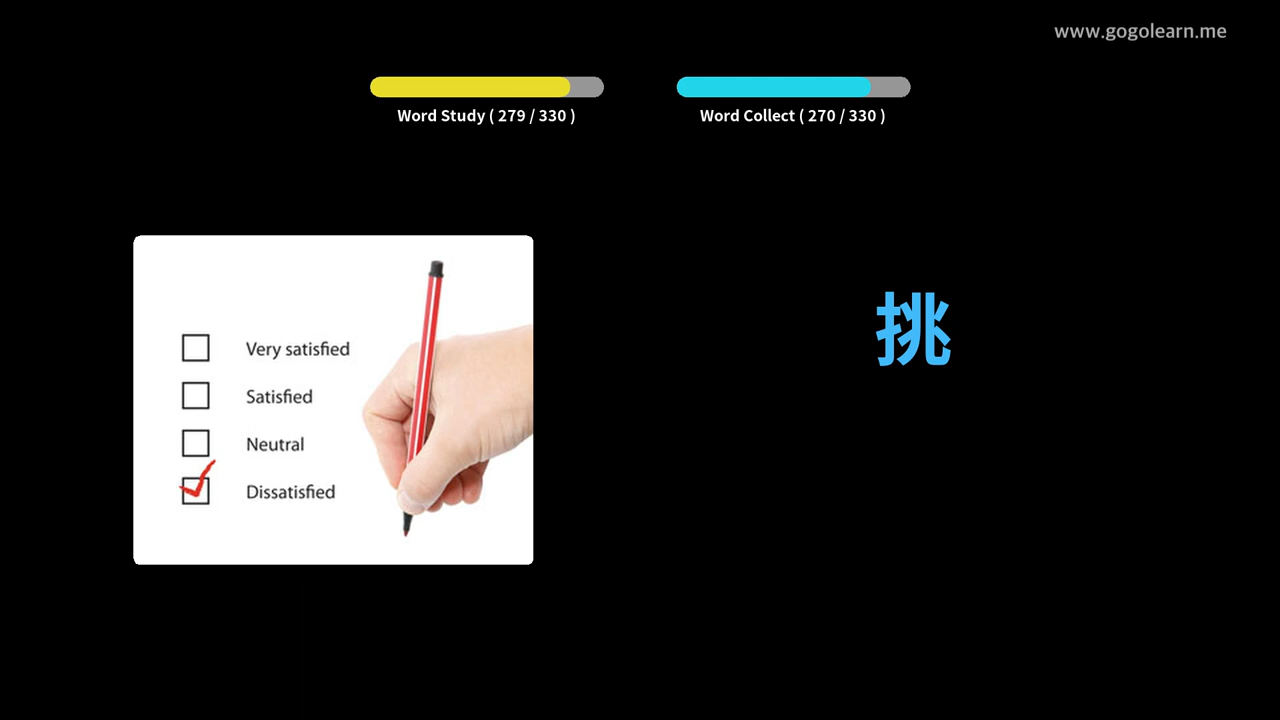 www.gogolearn.me
Word Study ( 279 / 330 )
Word Collect ( 270 / 330 )
Very satisfied
Satisfied
Neutral
Dissatisfied
挑